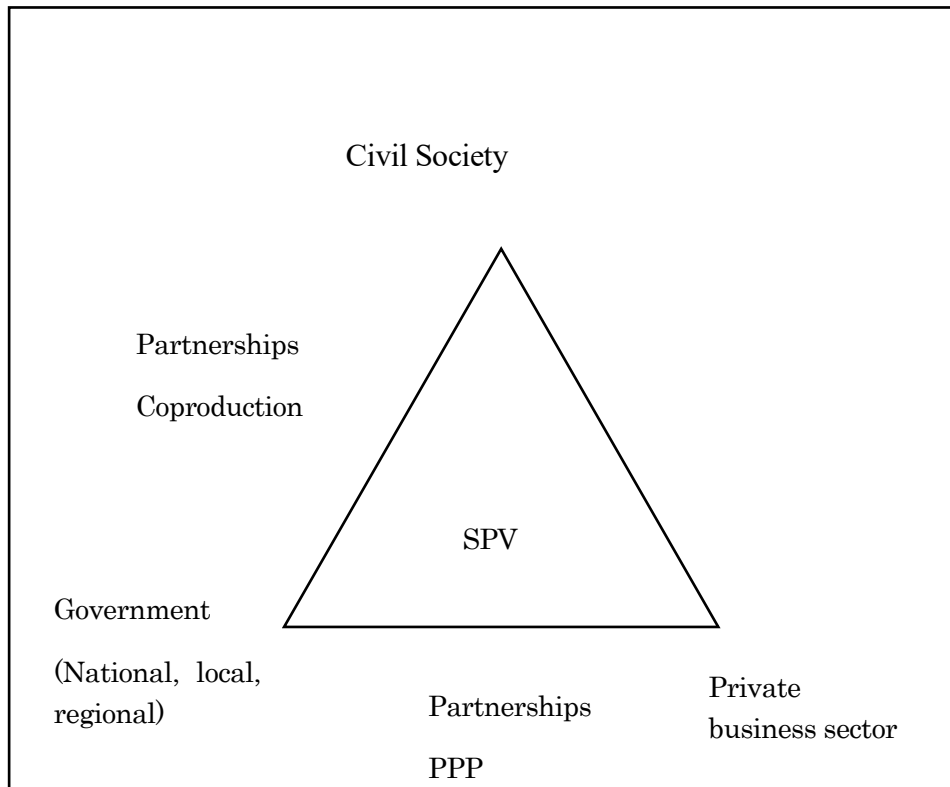 Civil Society
Partnerships
Coproduction
SPV
Government
(National, local,
regional)
Partnerships
PPP
Private
business sector